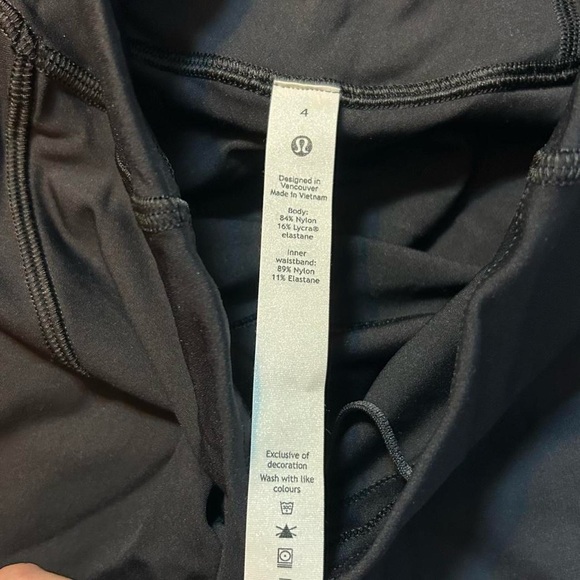 4
Designed in
Vancouver
Made in Vietnam
Body:
84% Nylon
16% Lycra®
elastane
Inner
waistband:
89% Nylon
11% Elastane
Exclusive of
decoration
Wash with like
colours